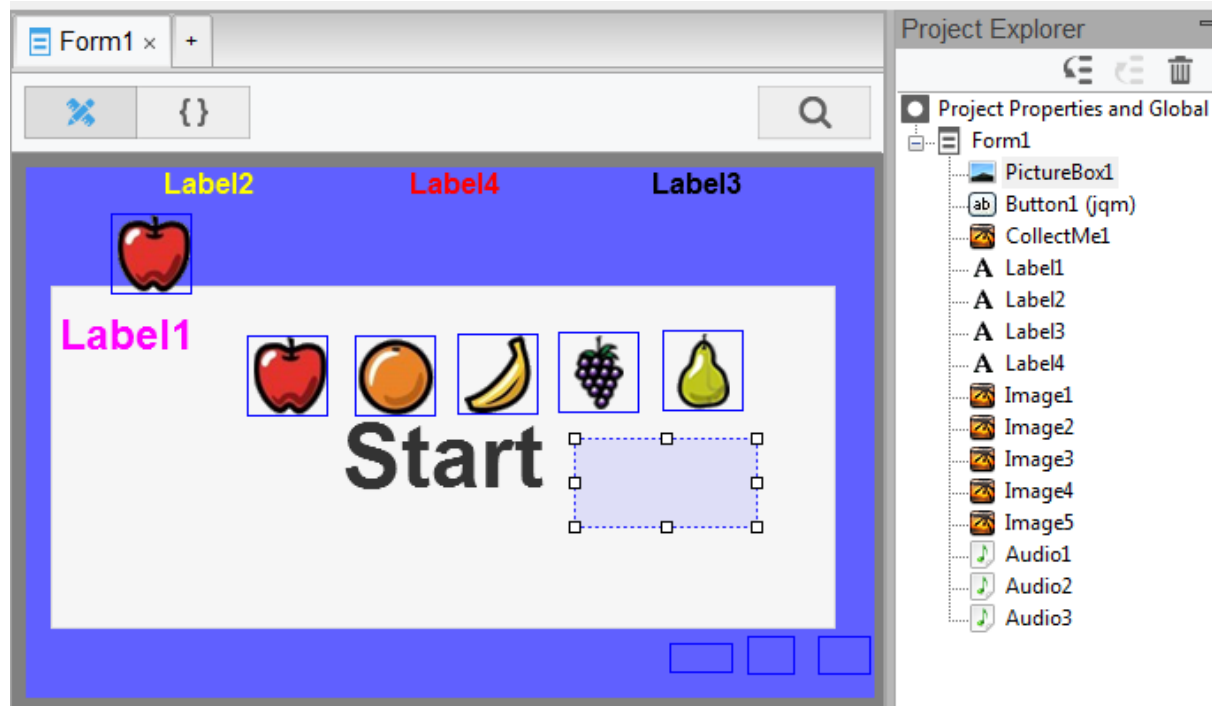 Form1 × +
{ }
Label2 Label4 Label3
Label1
Start
Project Explorer
Project Properties and Global
Form1
PictureBox1
ab Button1 (jqm)
CollectMe1
A Label1
A Label2
A Label3
A Label4
Image1
Image2
Image3
Image4
Image5
Audio1
Audio2
Audio3